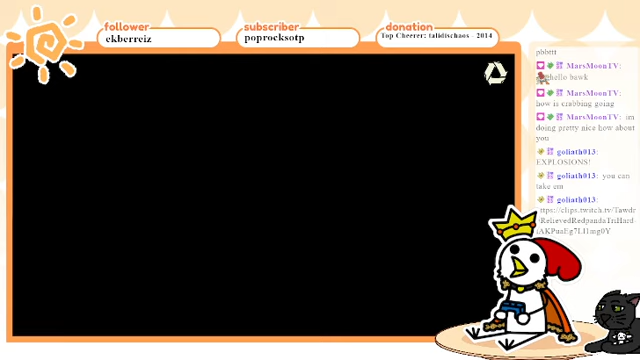 follower
subscriber
donation
ckberreiz
poprocksotp
Top Cheerer: talidischaos - 2014
pbbttt
MarsMoonTV:
hello bawk
MarsMoonTV:
how is crabbing going
MarsMoonTV: im
doing pretty nice how about
you
goliath013:
EXPLOSIONS!
goliath013: you can
take em
goliath013: